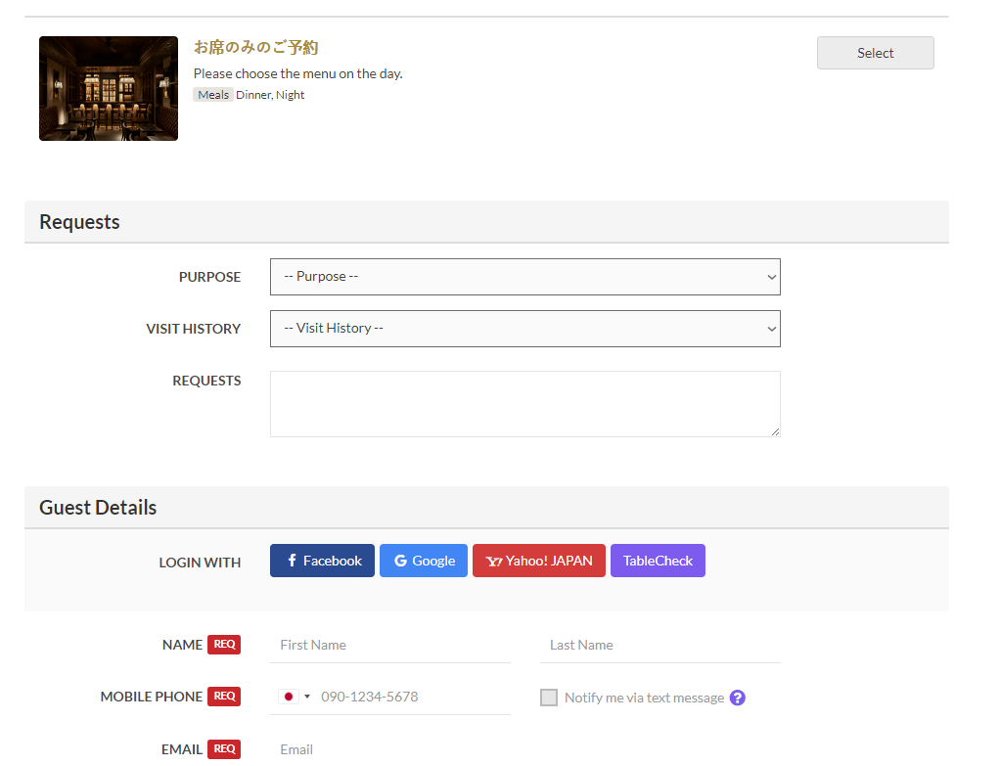 お席のみのご予約
Select
Please choose the menu on the day.
Meals Dinner, Night
Requests
PURPOSE -- Purpose --
VISIT HISTORY -- Visit History --
REQUESTS
Guest Details
LOGIN WITH Facebook Google Yahoo! JAPAN TableCheck
NAME REQ First Name Last Name
MOBILE PHONE REQ 090-1234-5678 Notify me via text message ?
EMAIL REQ Email